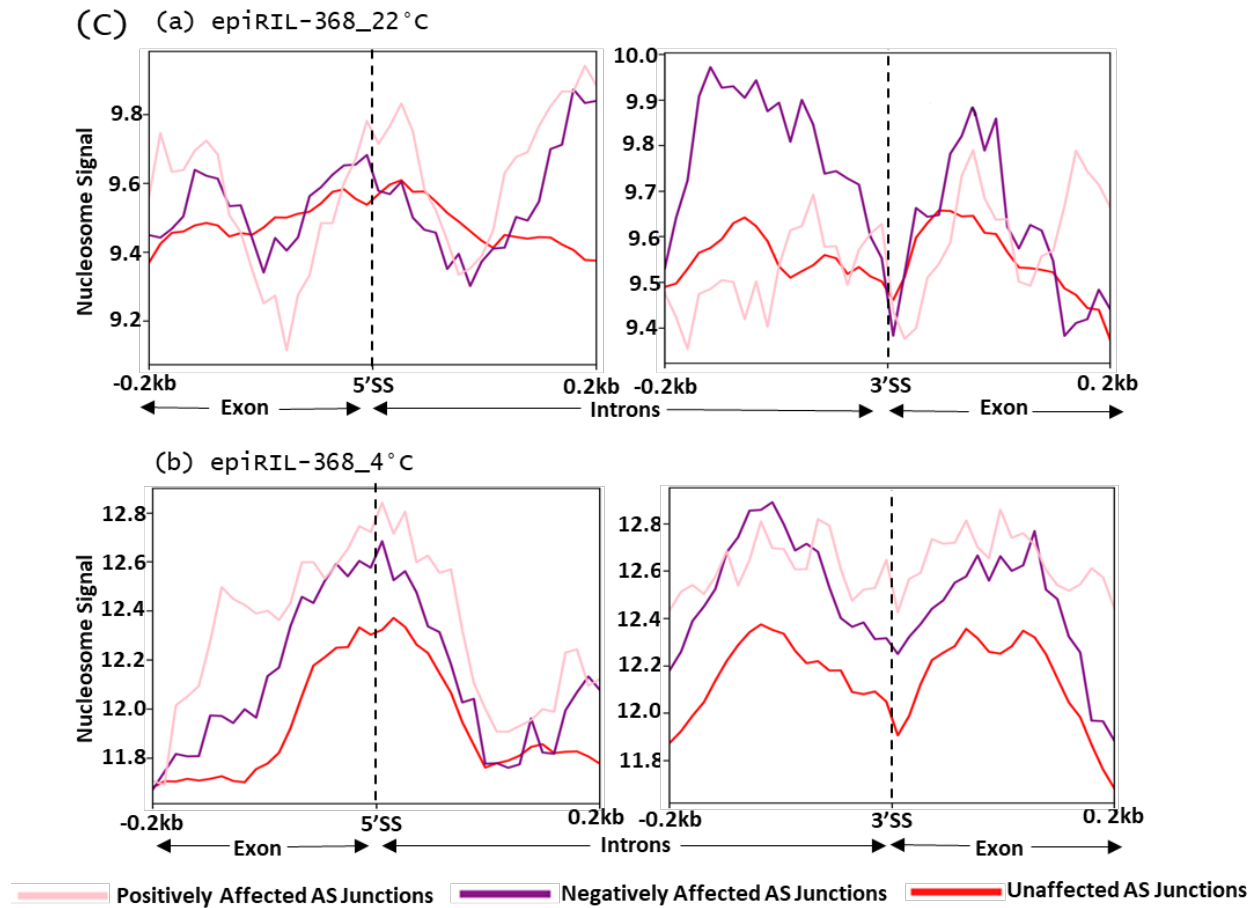 (C) (a) epiRIL-368_22°C
Nucleosome Signal
9.8
9.6
9.4
9.2
-0.2kb 5'SS 0.2kb
10.0
9.9
9.8
9.7
9.6
9.5
9.4
-0.2kb 3'SS 0.2kb
Exon Introns Exon
(b) epiRIL-368_4°C
Nucleosome Signal
12.8
12.6
12.4
12.2
12.0
11.8
-0.2kb 5'SS 0.2kb
12.8
12.6
12.4
12.2
12.0
11.8
-0.2kb 3'SS 0.2kb
Exon Introns Exon
Positively Affected AS Junctions Negatively Affected AS Junctions Unaffected AS Junctions